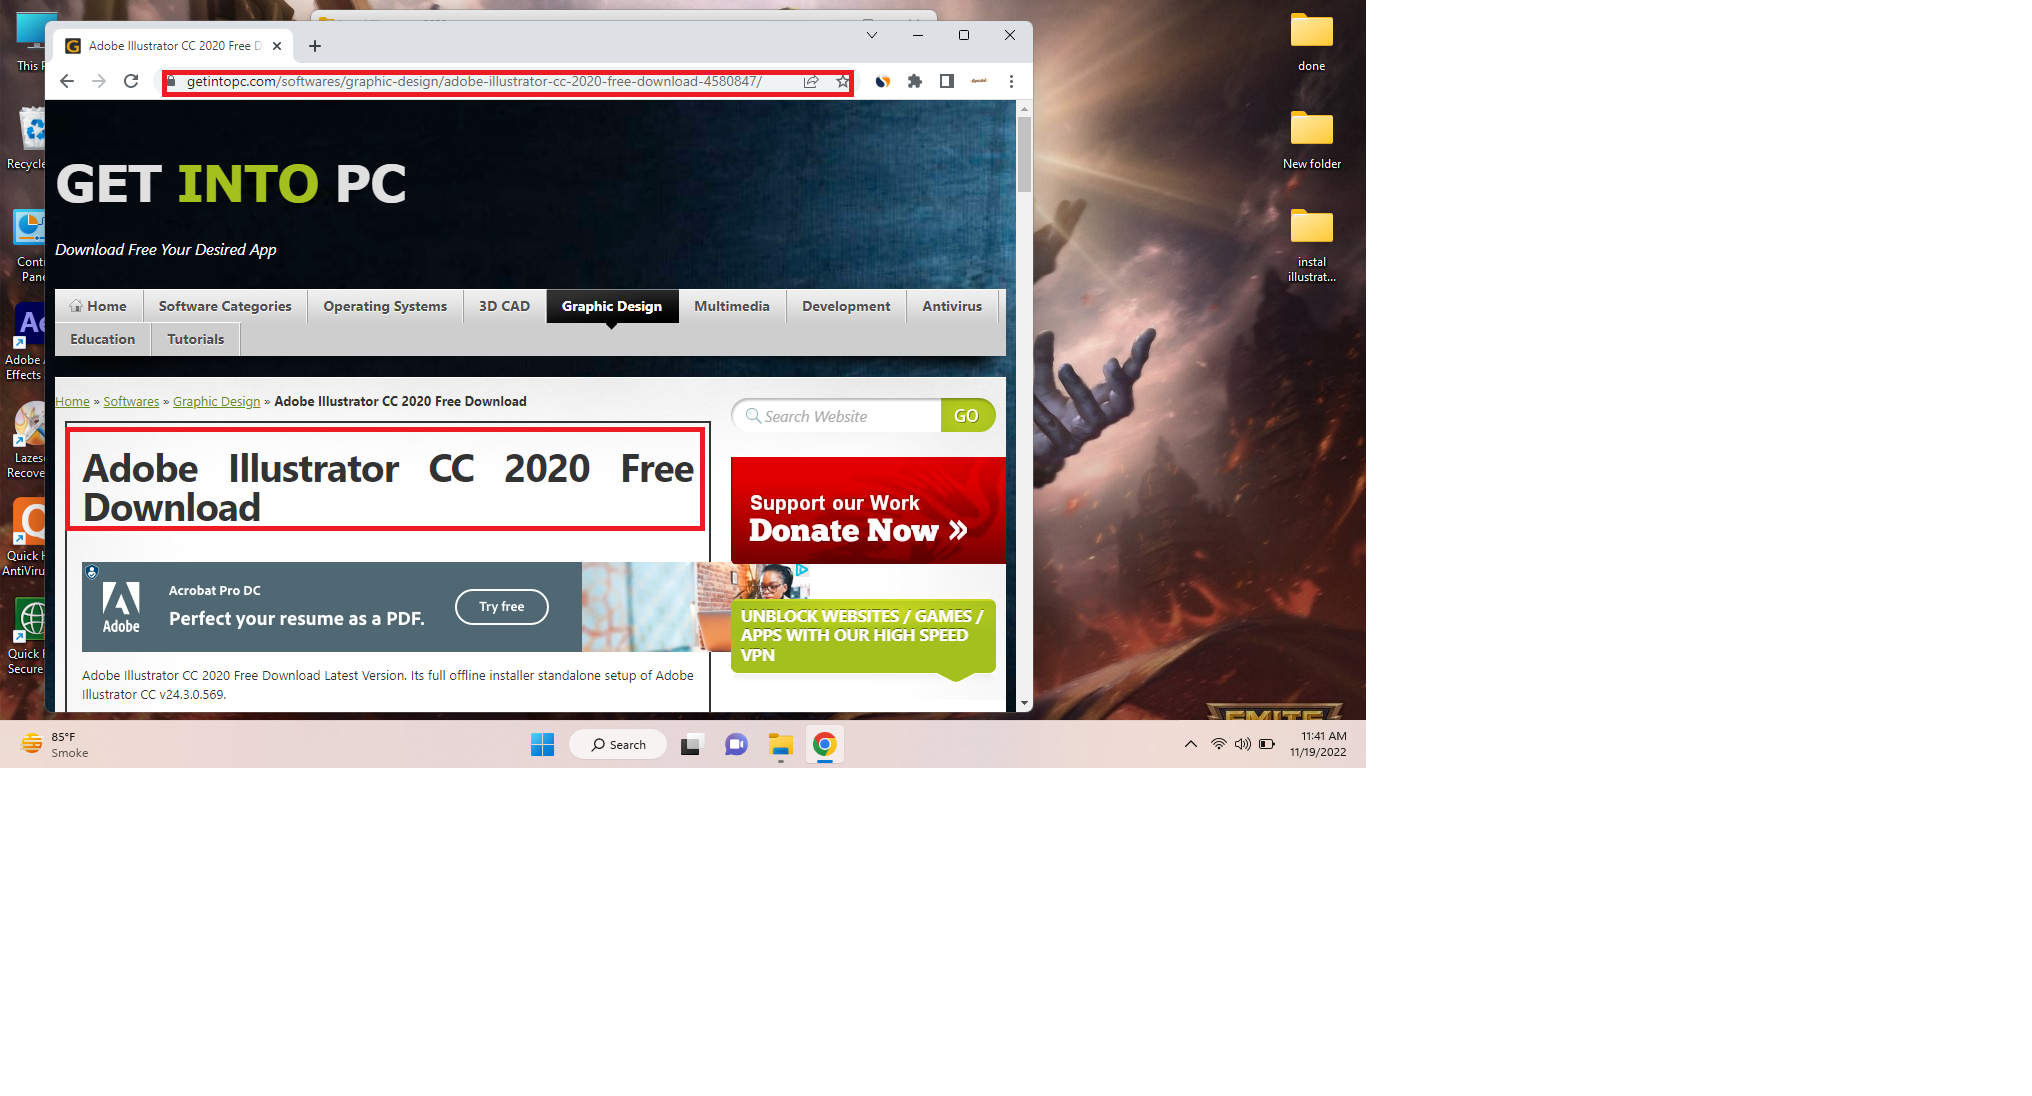 Adobe Illustrator CC 2020 Free D
getintopc.com/softwares/graphic-design/adobe-illustrator-cc-2020-free-download-4580847/
GET INTO PC
Download Free Your Desired App
Home Software Categories Operating Systems 3D CAD Graphic Design Multimedia Development Antivirus
Education Tutorials
Home » Softwares » Graphic Design » Adobe Illustrator CC 2020 Free Download
Adobe Illustrator CC 2020 Free
Download
Acrobat Pro DC
Perfect your resume as a PDF.
Try free
Adobe
Adobe Illustrator CC 2020 Free Download Latest Version. Its full offline installer standalone setup of Adobe
Illustrator CC v24.3.0.569.
Search Website GO
Support our Work
Donate Now »
UNBLOCK WEBSITES / GAMES /
APPS WITH OUR HIGH SPEED
VPN
This
Recycle
Cont
Pane
Ae
Adobe
Effects
Lazes
Recove
Quick
AntiViru
Quick
Secure
done
New folder
instal
illustrat...
SMITE
85°F
Smoke
Search
11:41 AM
11/19/2022